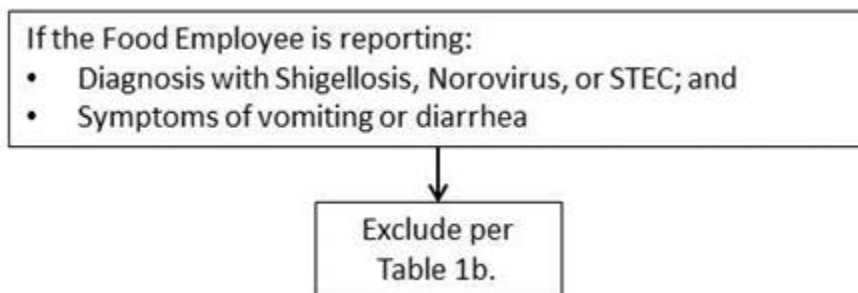 If the Food Employee is reporting:
• Diagnosis with Shigellosis, Norovirus, or STEC; and
• Symptoms of vomiting or diarrhea
Exclude per
Table 1b.